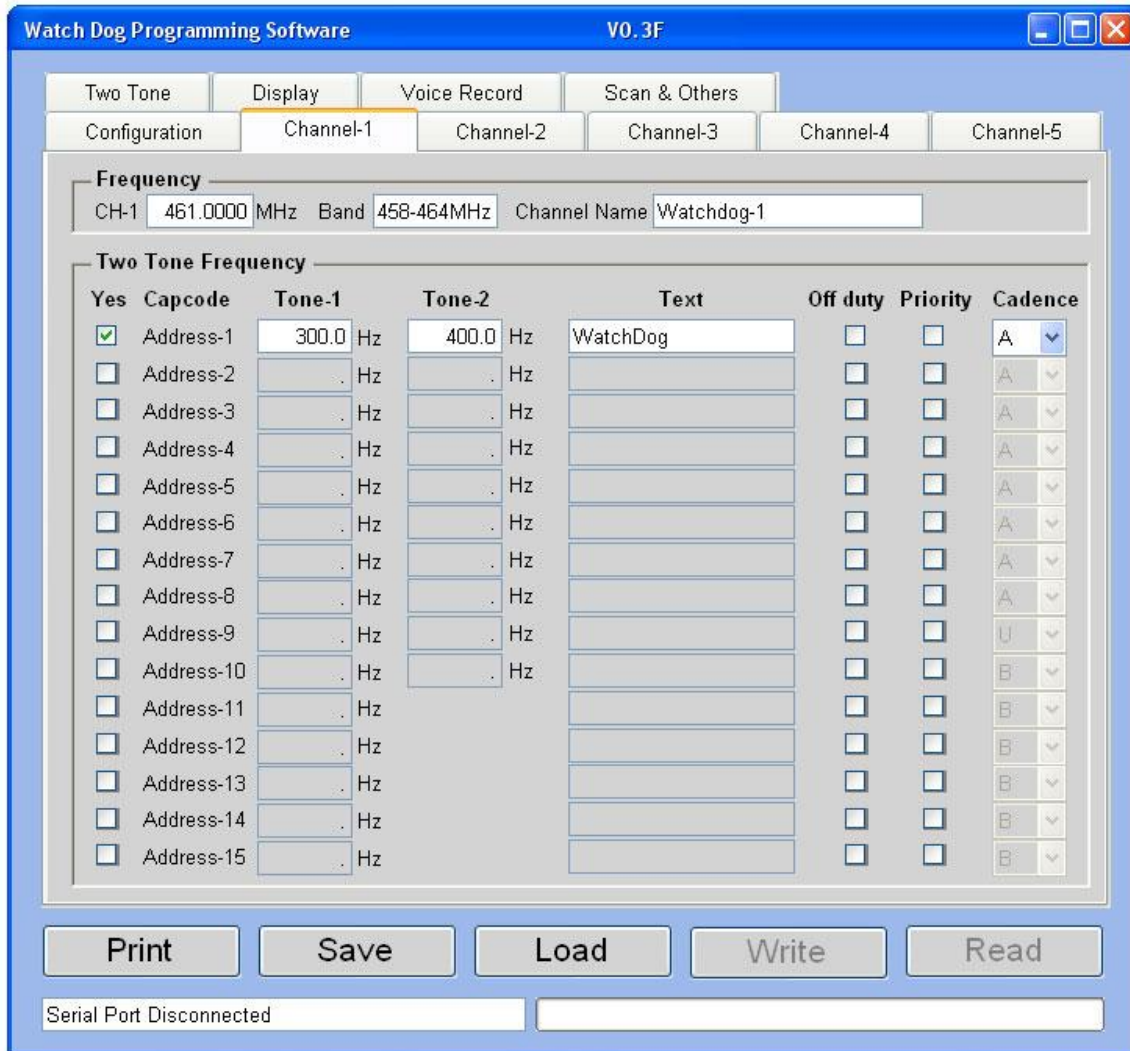 Watch Dog Programming Software V0.3F
Two Tone Display Voice Record Scan & Others
Configuration Channel-1 Channel-2 Channel-3 Channel-4 Channel-5
Frequency
CH-1 461.0000 MHz Band 458-464MHz Channel Name Watchdog-1
Two Tone Frequency
Yes Capcode Tone-1 Tone-2 Text Off duty Priority Cadence
Address-1 300.0 Hz 400.0 Hz WatchDog A
Address-2 . Hz . Hz A
Address-3 . Hz . Hz A
Address-4 . Hz . Hz A
Address-5 . Hz . Hz A
Address-6 . Hz . Hz A
Address-7 . Hz . Hz A
Address-8 . Hz . Hz A
Address-9 . Hz . Hz U
Address-10 . Hz . Hz B
Address-11 . Hz B
Address-12 . Hz B
Address-13 . Hz B
Address-14 . Hz B
Address-15 . Hz B
Print Save Load Write Read
Serial Port Disconnected